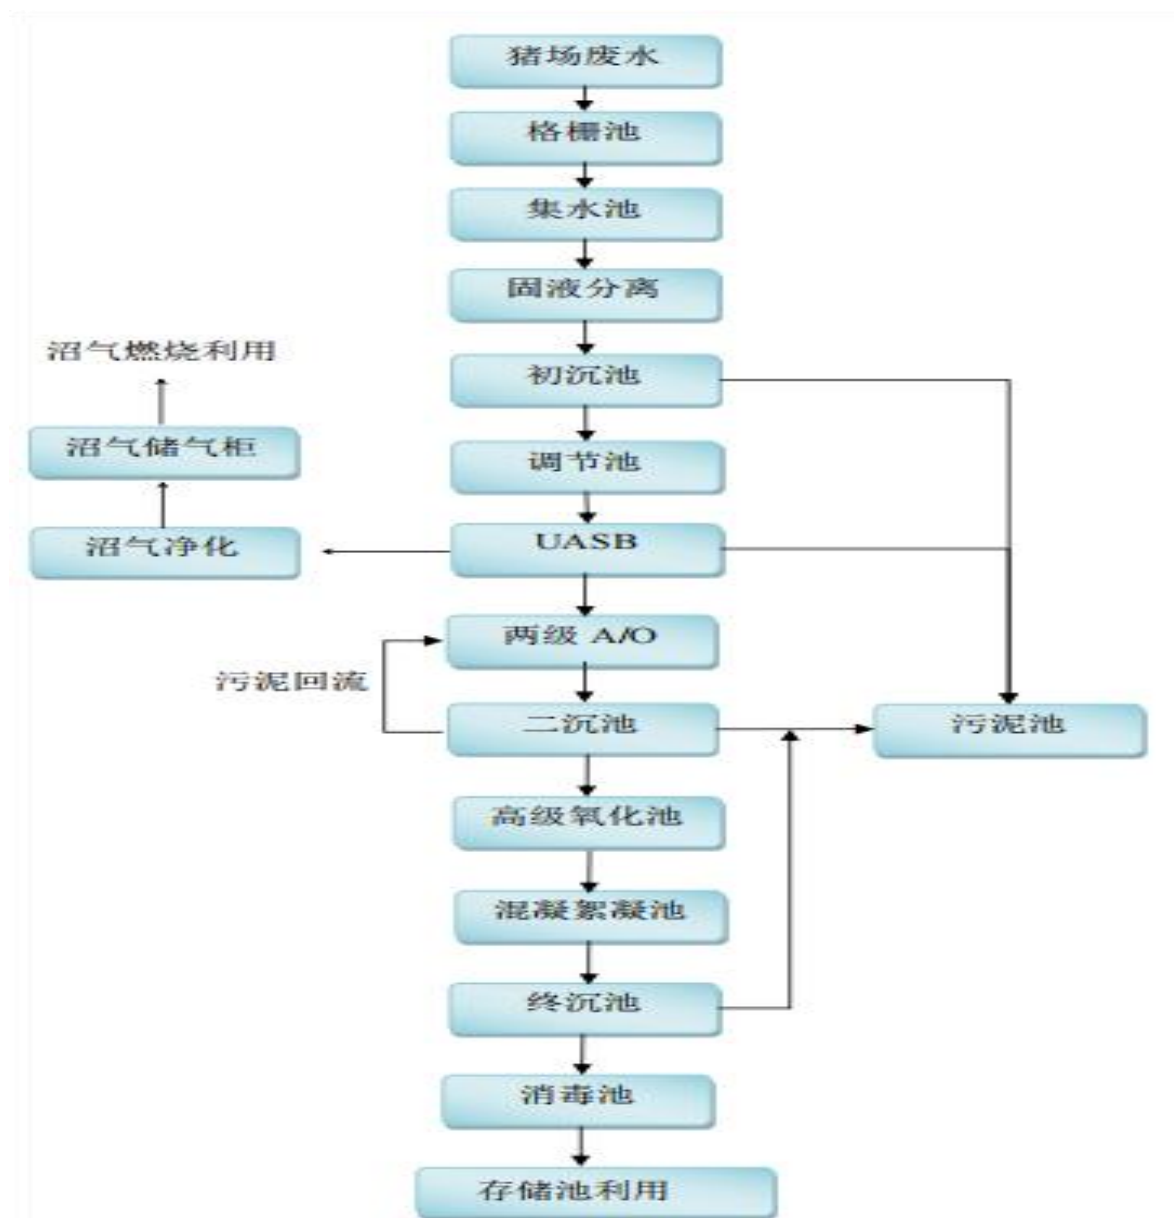 猪场废水
格栅池
集水池
固液分离
沼气燃烧利用
初沉池
沼气储气柜
调节池
沼气净化
UASB
两级 A/O
污泥回流
二沉池
污泥池
高级氧化池
混凝絮凝池
终沉池
消毒池
存储池利用